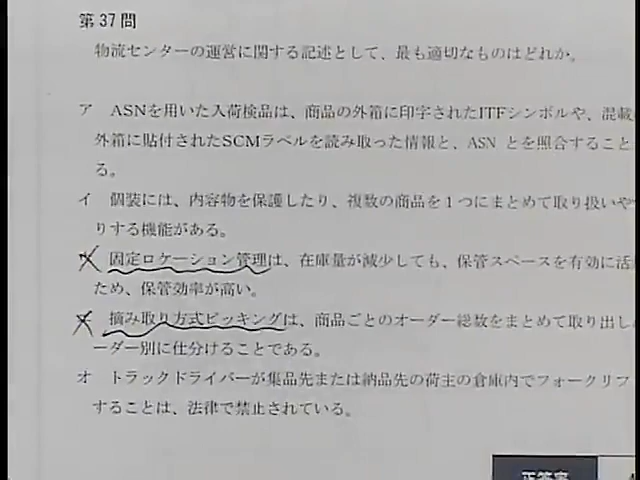 第37問
物流センターの運営に関する記述として、最も適切なものはどれか。
ア ASNを用いた入荷検品は、商品の外箱に印字されたITFシンボルや、混載
外箱に貼付されたSCMラベルを読み取った情報と、ASN とを照合すること
る。
イ 個装には、内容物を保護したり、複数の商品を1つにまとめて取り扱いや
りする機能がある。
固定ロケーション管理は、在庫量が減少しても、保管スペースを有効に活
ため、保管効率が高い。
摘み取り方式ピッキングは、商品ごとのオーダー総数をまとめて取り出し、
ーダー別に仕分けることである。
オ トラックドライバーが集品先または納品先の荷主の倉庫内でフォークリフ
することは、法律で禁止されている。